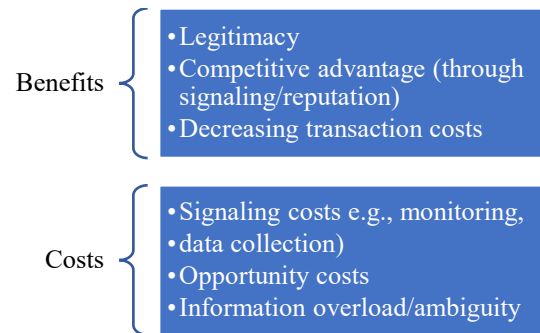 Benefits
•Legitimacy
•Competitive advantage (through
signaling/reputation)
•Decreasing transaction costs
Costs
•Signaling costs e.g., monitoring,
•data collection)
•Opportunity costs
•Information overload/ambiguity